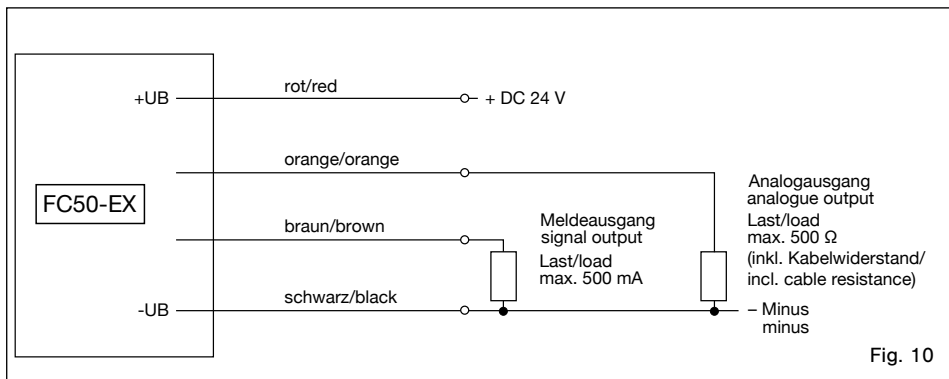 +UB
rot/red
+ DC 24 V
orange/orange
FC50-EX
braun/brown
Meldeausgang
signal output
Last/load
max. 500 mA
Analogausgang
analogue output
Last/load
max. 500 Ω
(inkl. Kabelwiderstand/
incl. cable resistance)
-UB
schwarz/black
– Minus
minus
Fig. 10